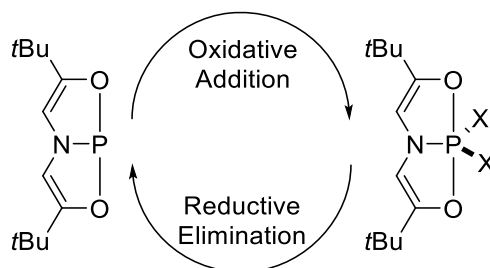 tBu
O
N P
O
tBu
Oxidative
Addition
Reductive
Elimination
tBu
O
X
N P
X
O
tBu